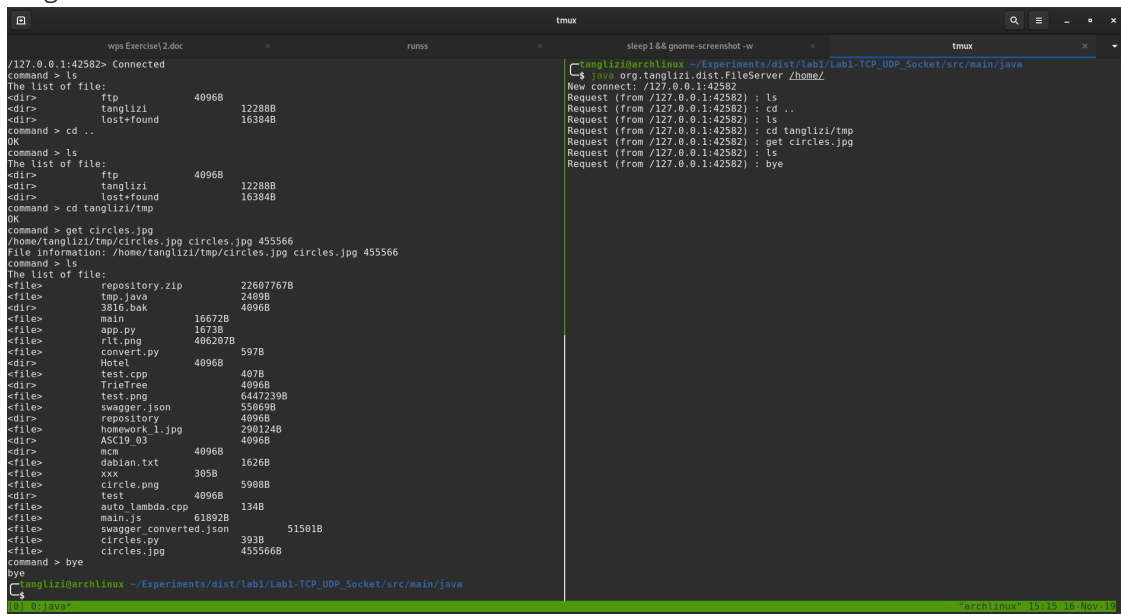 tmux
wps Exercise\ 2.doc × runss × sleep 1 && gnome-screenshot -w × tmux ×
/127.0.0.1:42582> Connected
command > ls
The list of file:
<dir> ftp 4096B
<dir> tanglizi 12288B
<dir> lost+found 16384B
command > cd ..
OK
command > ls
The list of file:
<dir> ftp 4096B
<dir> tanglizi 12288B
<dir> lost+found 16384B
command > cd tanglizi/tmp
OK
command > get circles.jpg
/home/tanglizi/tmp/circles.jpg circles.jpg 455566
File information: /home/tanglizi/tmp/circles.jpg circles.jpg 455566
command > ls
The list of file:
<file> repository.zip 22607767B
<file> tmp.java 2409B
<dir> 3816.bak 4096B
<file> main 16672B
<file> app.py 1673B
<file> rlt.png 406207B
<file> convert.py 597B
<dir> Hotel 4096B
<file> test.cpp 407B
<dir> TrieTree 4096B
<file> test.png 6447239B
<file> swagger.json 55069B
<dir> repository 4096B
<file> homework_1.jpg 290124B
<dir> ASC19_03 4096B
<dir> mcm 4096B
<file> dabian.txt 1626B
<file> xxx 305B
<file> circle.png 5908B
<dir> test 4096B
<file> auto_lambda.cpp 134B
<file> main.js 61892B
<file> swagger_converted.json 51501B
<file> circles.py 393B
<file> circles.jpg 455566B
command > bye
bye
tanglizi@archlinux ~/Experiments/dist/lab1/Lab1-TCP_UDP_Socket/src/main/java
$
tanglizi@archlinux ~/Experiments/dist/lab1/Lab1-TCP_UDP_Socket/src/main/java
$ java org.tanglizi.dist.FileServer /home/
New connect: /127.0.0.1:42582
Request (from /127.0.0.1:42582) : ls
Request (from /127.0.0.1:42582) : cd ..
Request (from /127.0.0.1:42582) : ls
Request (from /127.0.0.1:42582) : cd tanglizi/tmp
Request (from /127.0.0.1:42582) : get circles.jpg
Request (from /127.0.0.1:42582) : ls
Request (from /127.0.0.1:42582) : bye
[0] 0:java* "archlinux" 15:15 16-Nov-19